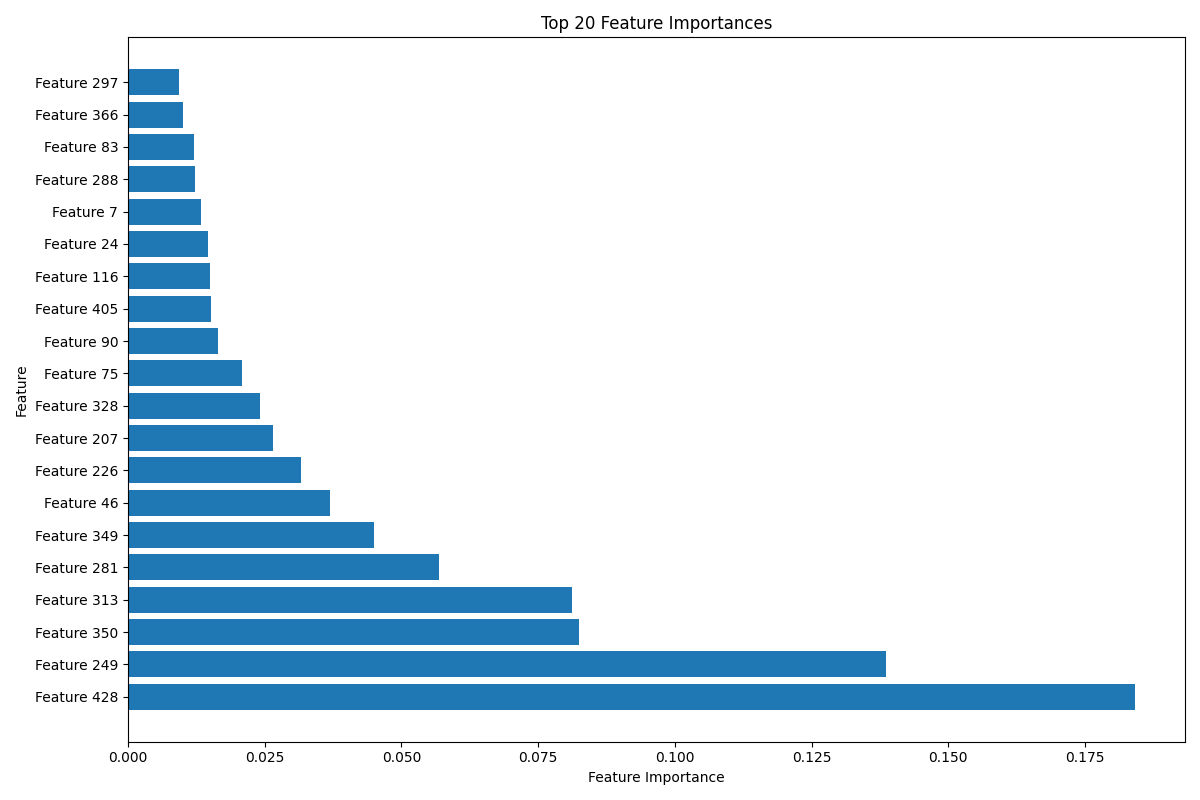 Top 20 Feature Importances
Feature
Feature 297
Feature 366
Feature 83
Feature 288
Feature 7
Feature 24
Feature 116
Feature 405
Feature 90
Feature 75
Feature 328
Feature 207
Feature 226
Feature 46
Feature 349
Feature 281
Feature 313
Feature 350
Feature 249
Feature 428
0.000 0.025 0.050 0.075 0.100 0.125 0.150 0.175
Feature Importance